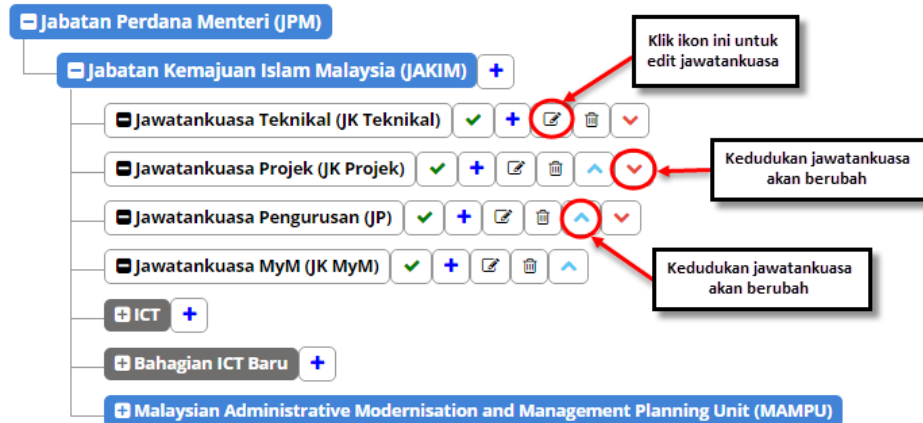 Jabatan Perdana Menteri (JPM)
Klik ikon ini untuk
edit jawatankuasa
Jabatan Kemajuan Islam Malaysia (JAKIM)
Jawatankuasa Teknikal (JK Teknikal)
Jawatankuasa Projek (JK Projek)
Kedudukan jawatankuasa
akan berubah
Jawatankuasa Pengurusan (JP)
Jawatankuasa MyM (JK MyM)
Kedudukan jawatankuasa
akan berubah
ICT
Bahagian ICT Baru
Malaysian Administrative Modernisation and Management Planning Unit (MAMPU)